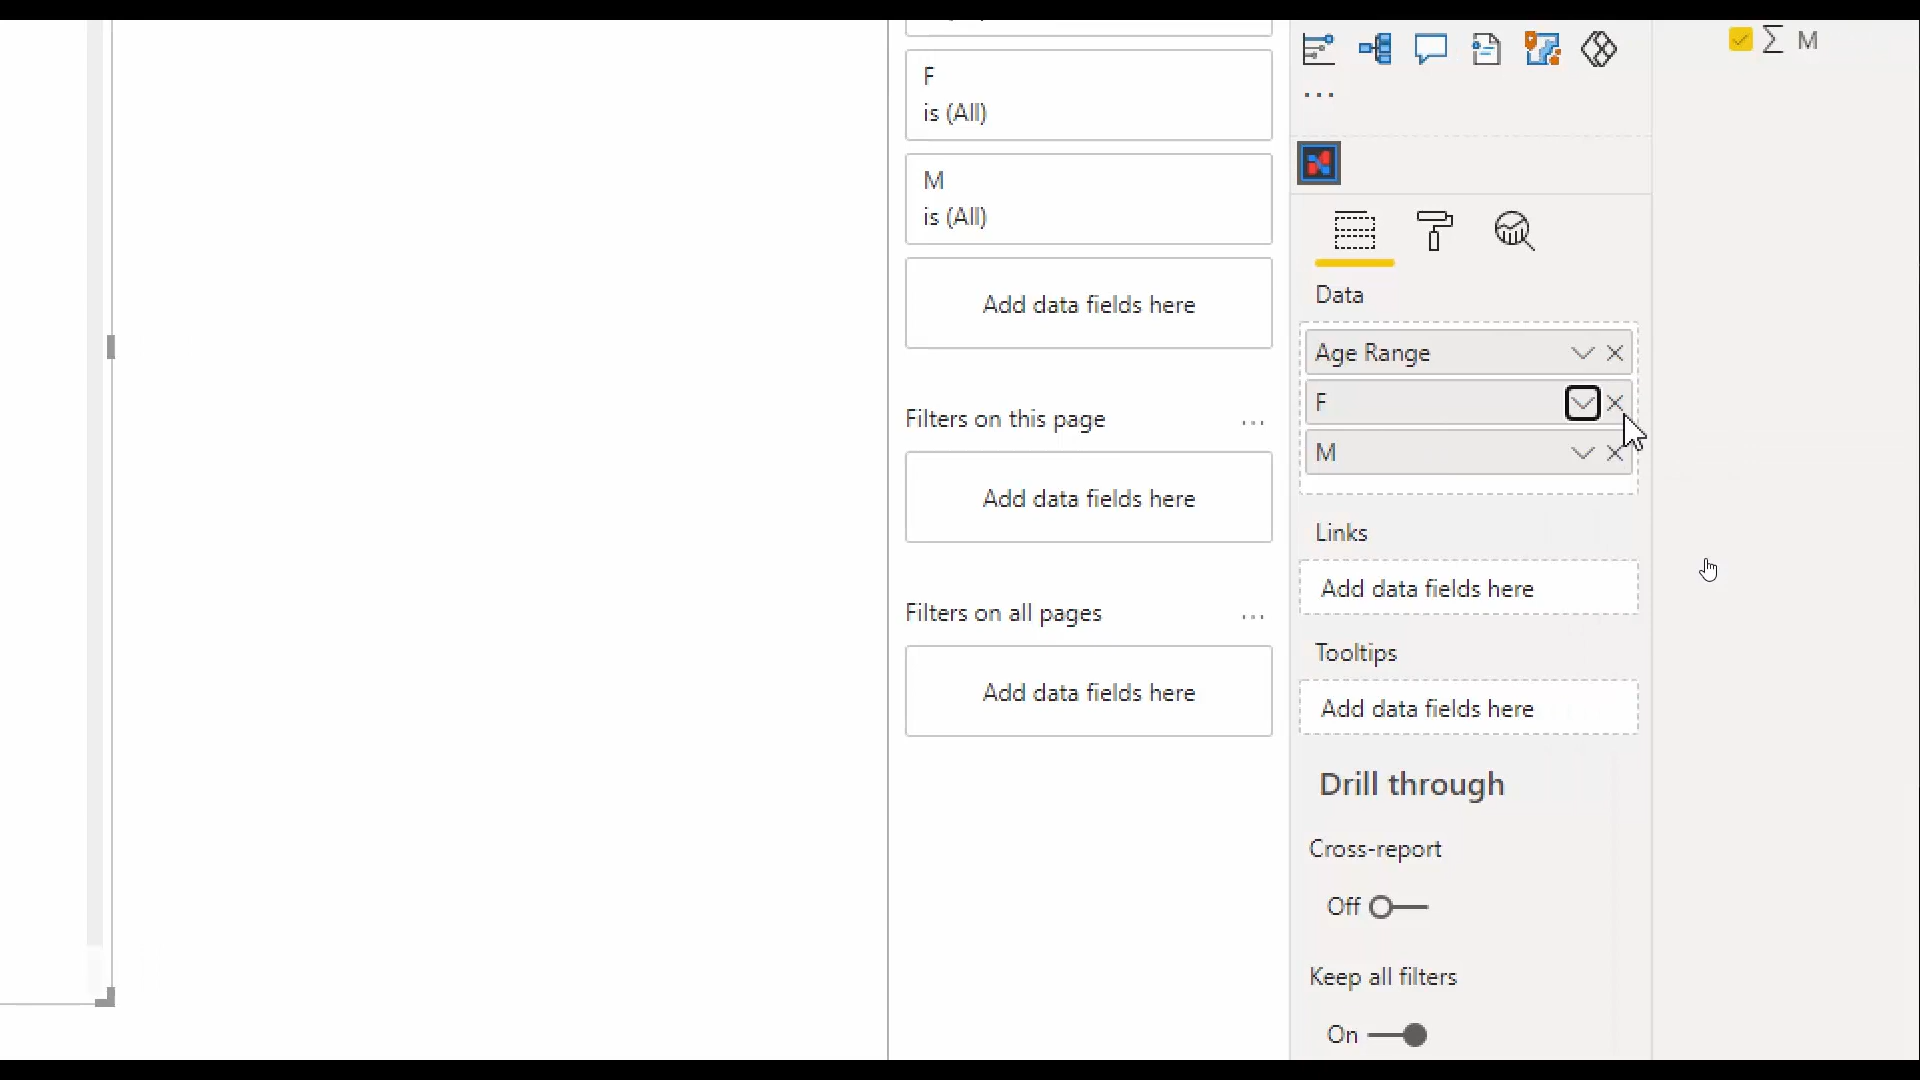 F
is (All)
M
is (All)
Add data fields here
Filters on this page
...
Add data fields here
Filters on all pages
...
Add data fields here
...
Data
Age Range
F
M
Links
Add data fields here
Tooltips
Add data fields here
Drill through
Cross-report
Off
Keep all filters
On
Σ M